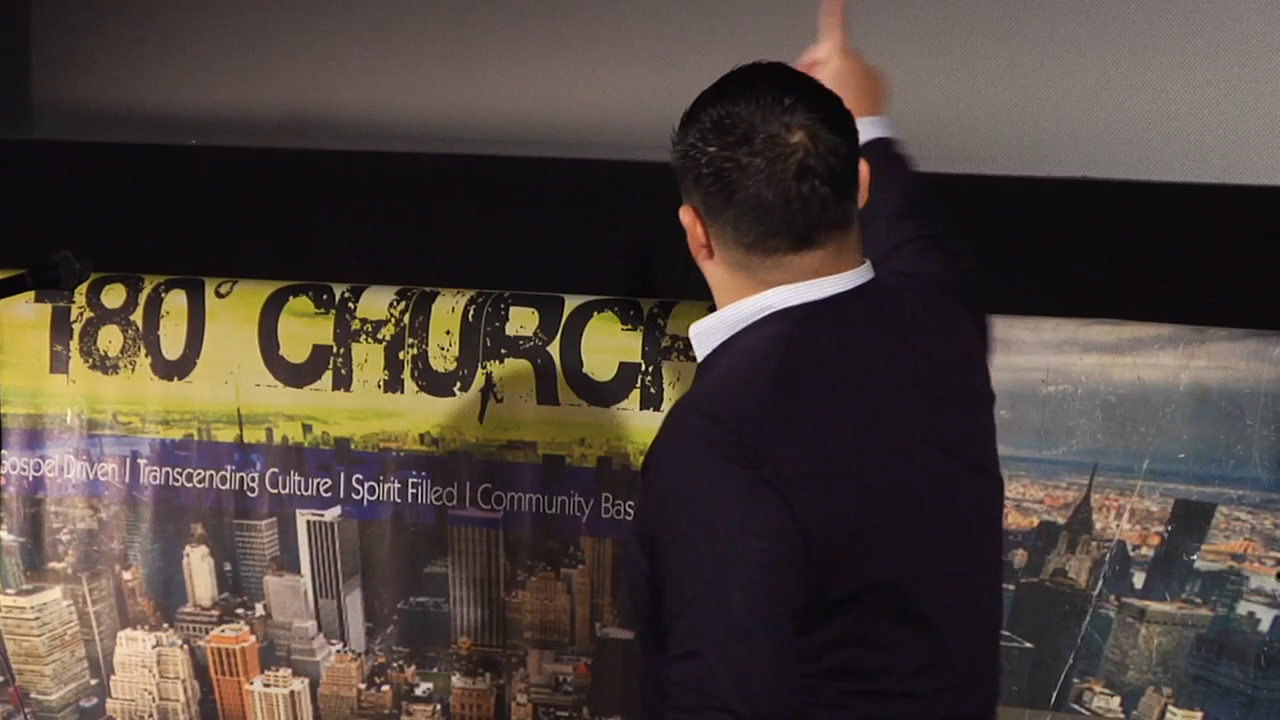 180° CHURCH
Gospel Driven | Transcending Culture | Spirit Filled | Community Bas